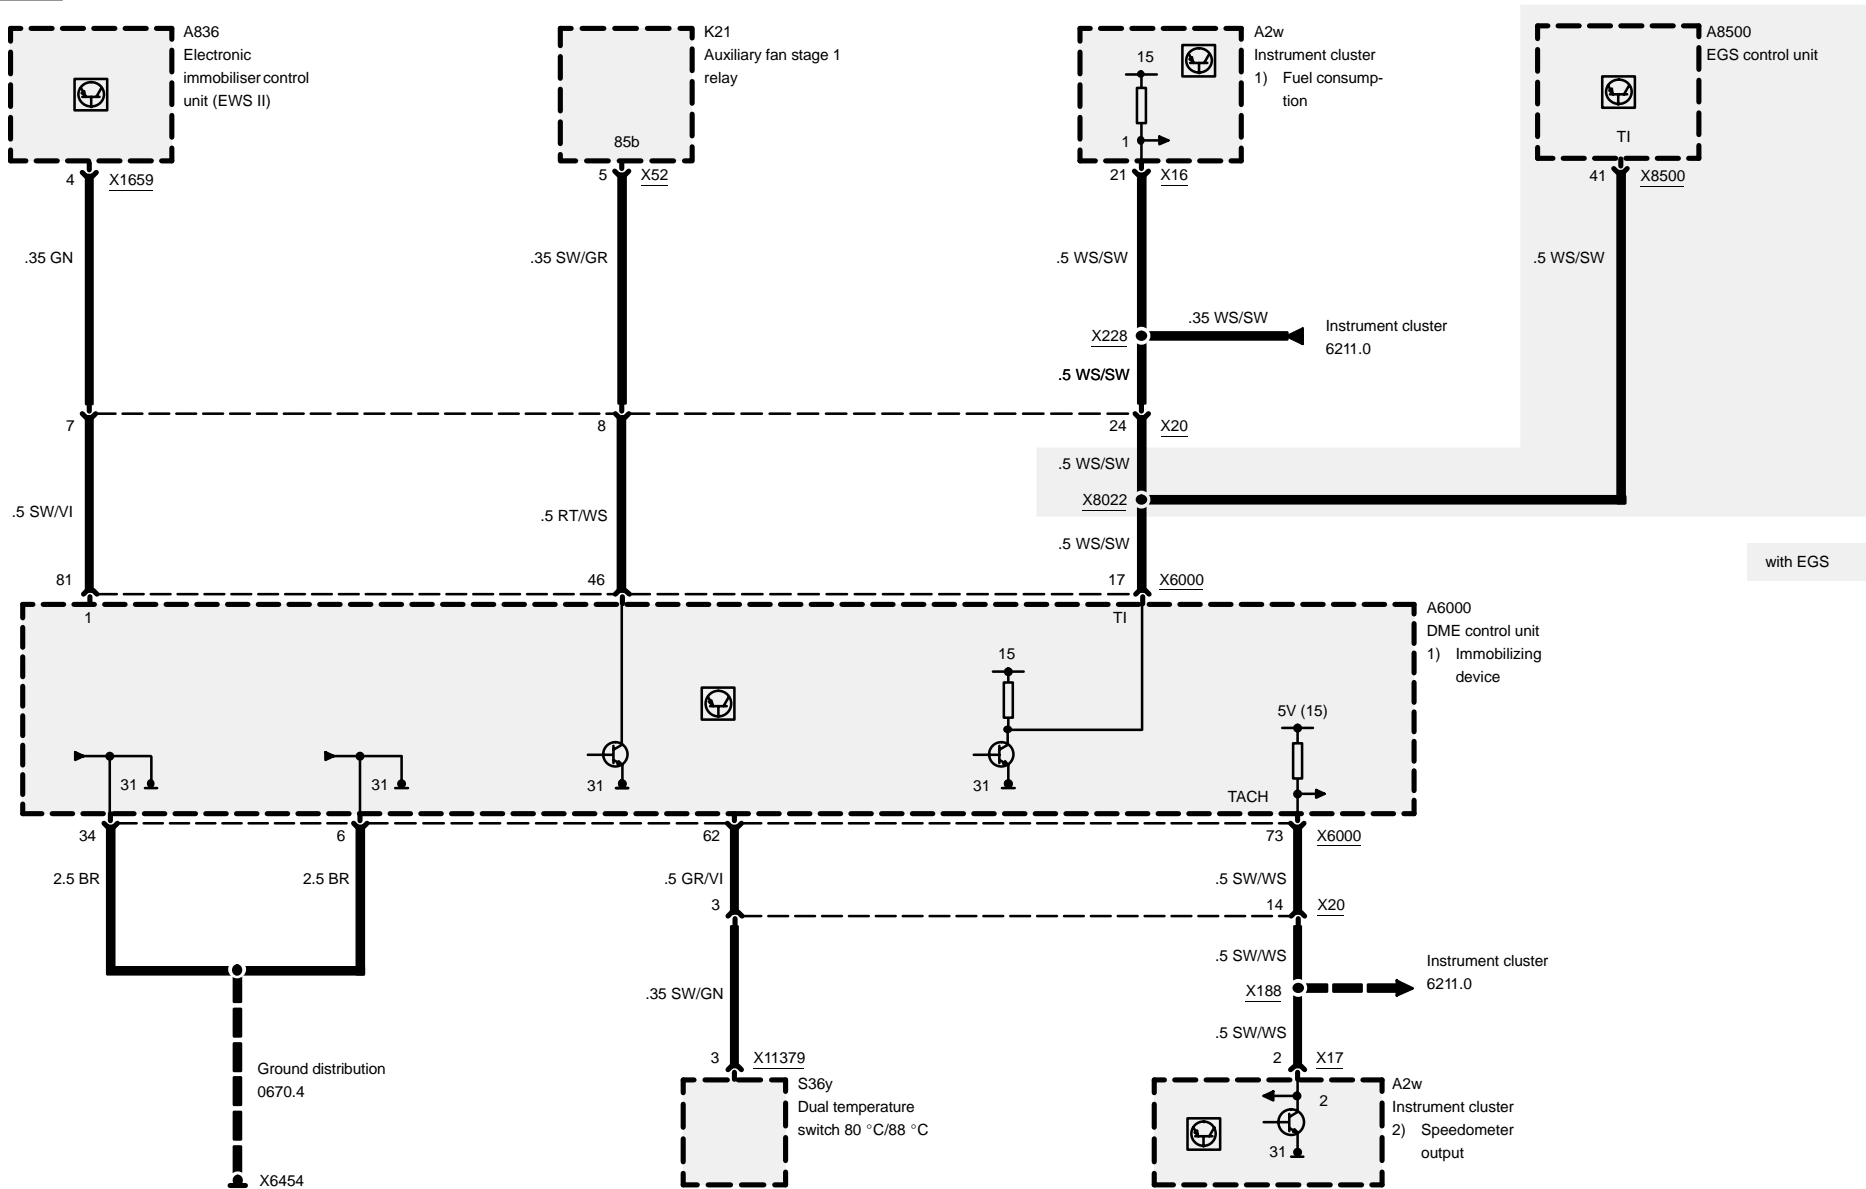 A836
Electronic
immobiliser control
unit (EWS II)
K21
Auxiliary fan stage 1
relay
85b
A2w
Instrument cluster
1) Fuel consump-
tion
15
1
A8500
EGS control unit
TI
4 X1659
5 X52
21 X16
41 X8500
.35 GN
.35 SW/GR
.5 WS/SW
.5 WS/SW
.35 WS/SW
X228
Instrument cluster
6211.0
.5 WS/SW
7
8
24 X20
.5 WS/SW
X8022
.5 SW/VI
.5 RT/WS
.5 WS/SW
with EGS
81
46
17 X6000
1
TI
A6000
DME control unit
1) Immobilizing
device
15
5V (15)
31
31
31
31
TACH
34
6
62
73 X6000
2.5 BR
2.5 BR
.5 GR/VI
.5 SW/WS
3
14 X20
.5 SW/WS
.35 SW/GN
X188
Instrument cluster
6211.0
.5 SW/WS
Ground distribution
0670.4
3 X11379
2 X17
S36y
Dual temperature
switch 80 °C/88 °C
2
31
A2w
Instrument cluster
2) Speedometer
output
X6454